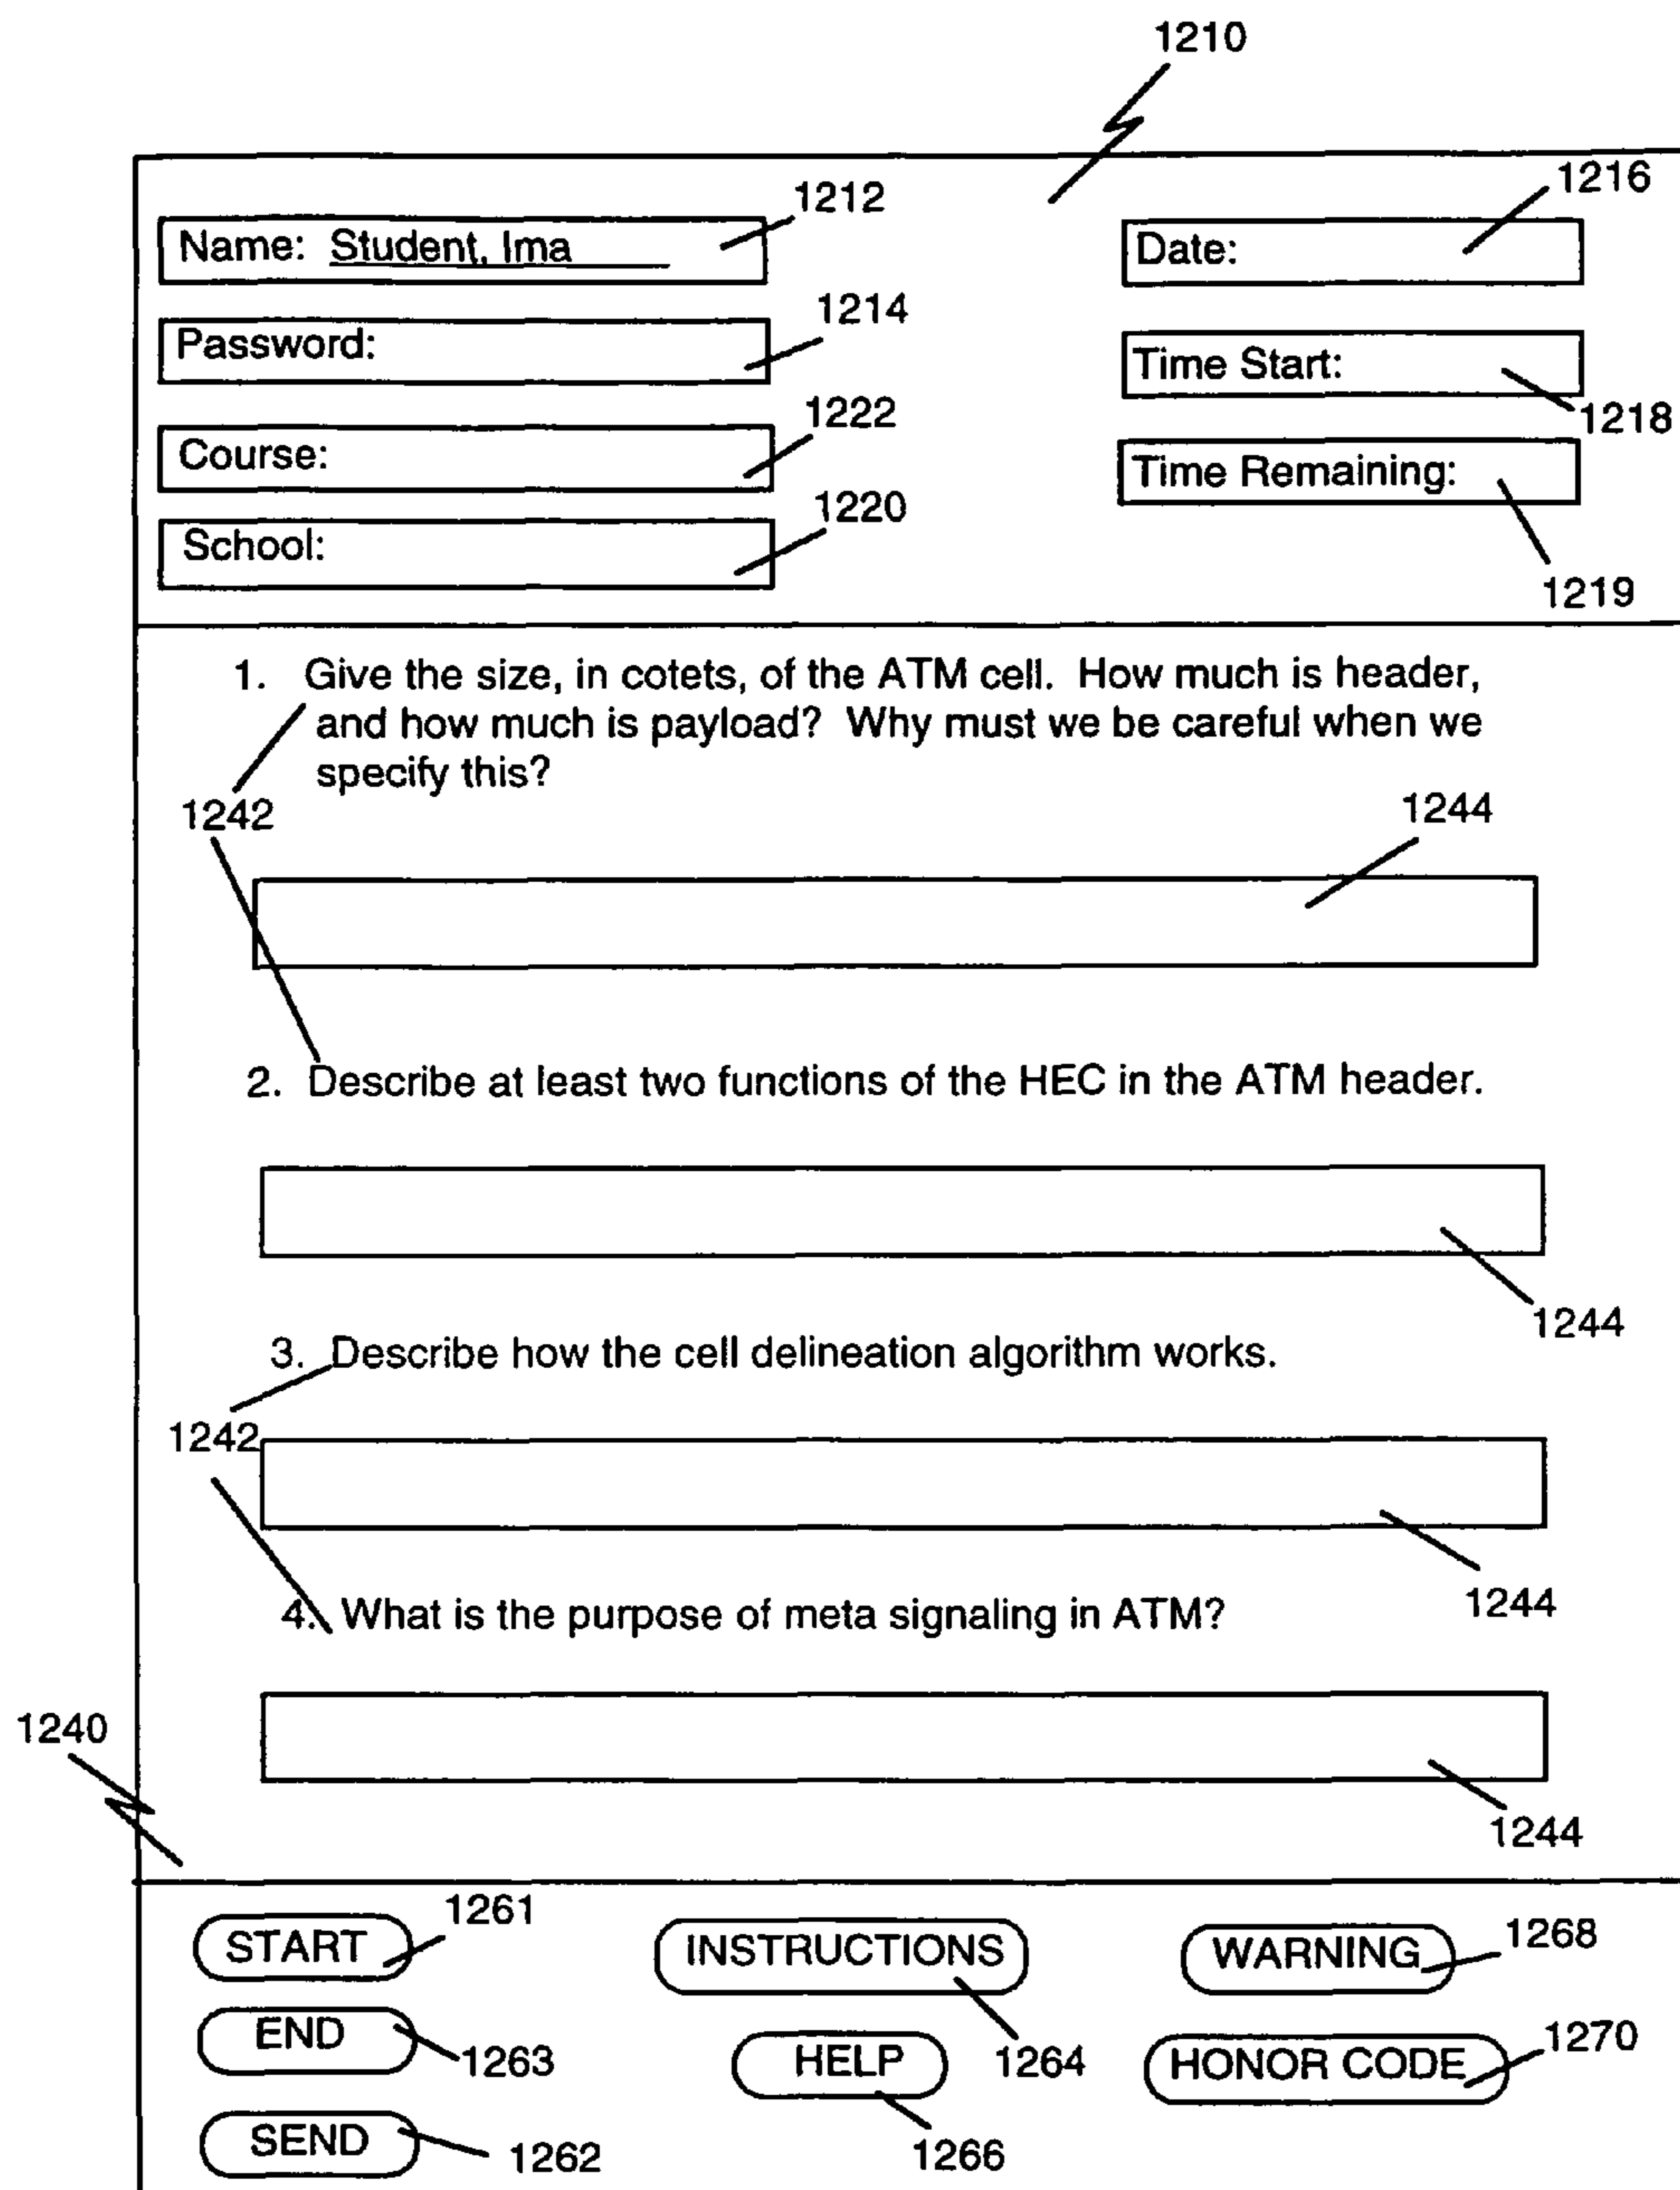 1210
1212
1216
Name: Student, Ima
Date:
1214
Password:
Time Start:
1222
1218
Course:
Time Remaining:
1220
School:
1219
1. Give the size, in cotets, of the ATM cell. How much is header,
and how much is payload? Why must we be careful when we
specify this?
1242
1244
2. Describe at least two functions of the HEC in the ATM header.
1244
3. Describe how the cell delineation algorithm works.
1242
1244
4. What is the purpose of meta signaling in ATM?
1240
1244
1261
START
INSTRUCTIONS
WARNING
1268
END
1263
HELP
1264
HONOR CODE
1270
SEND
1262
1266